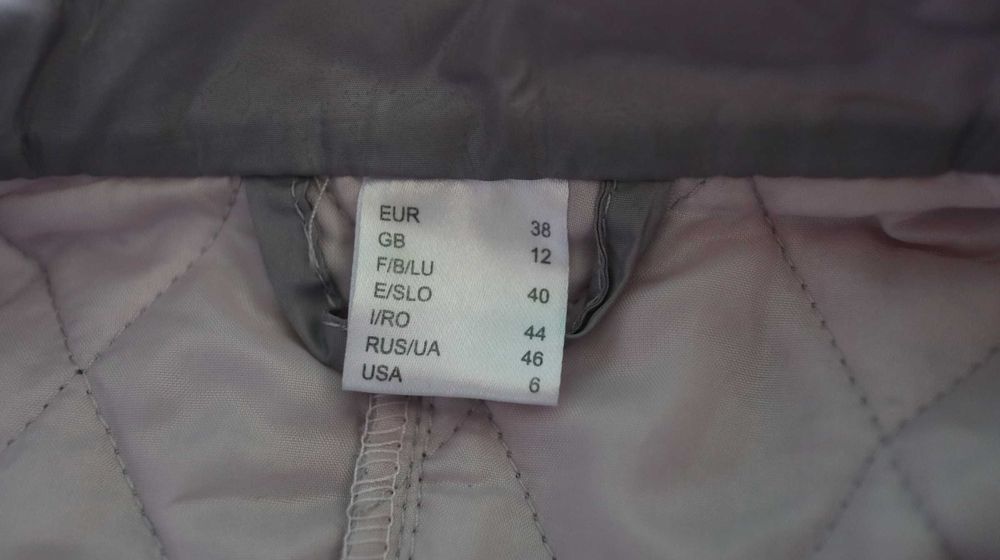 EUR 38
GB 12
F/B/LU
E/SLO 40
I/RO 44
RUS/UA 46
USA 6